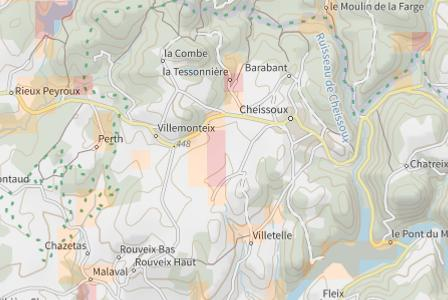 le Moulin de la Farge
la Combe
la Tessonnière
Barabant
Ruisseau de Cheissoux
Rieux Peyroux
Cheissoux
Villemonteix
448
Perth
Chatreix
ontaud
Villetelle
le Pont du M
Chazetas
Rouveix Bas
Rouveix Haut
Malaval
Fleix